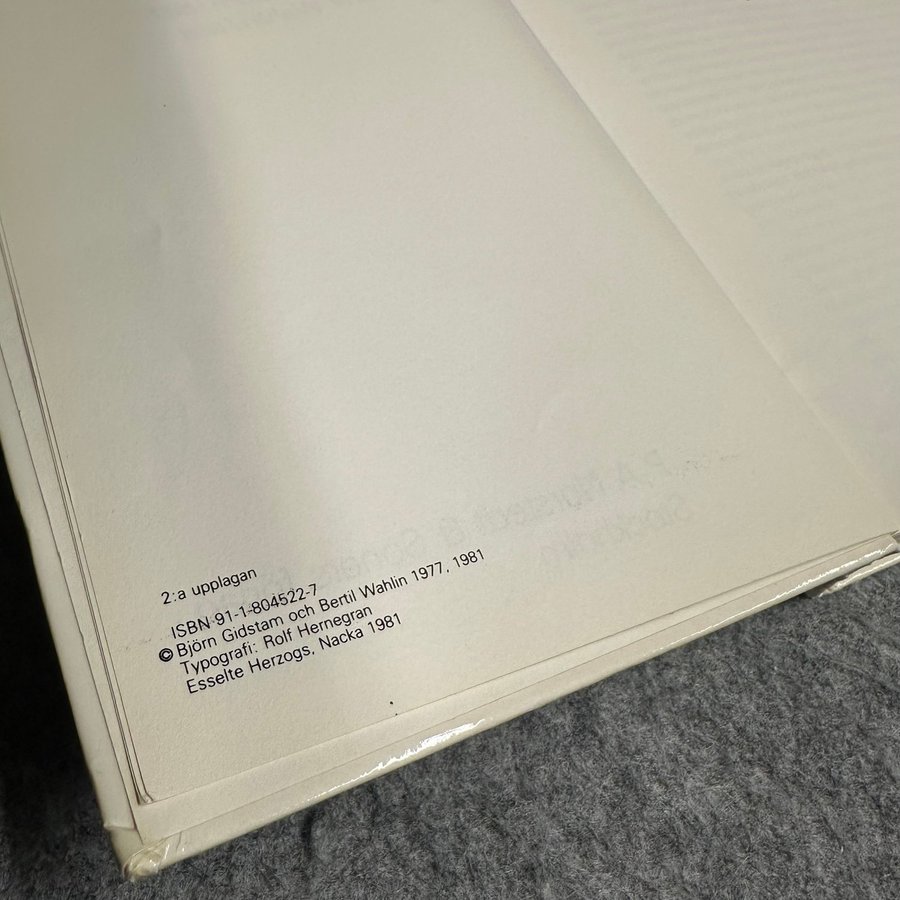 2:a upplagan
ISBN 91-1-804522-7
© Björn Gidstam och Bertil Wahlin 1977, 1981
Typografi: Rolf Hernegran
Esselte Herzogs, Nacka 1981